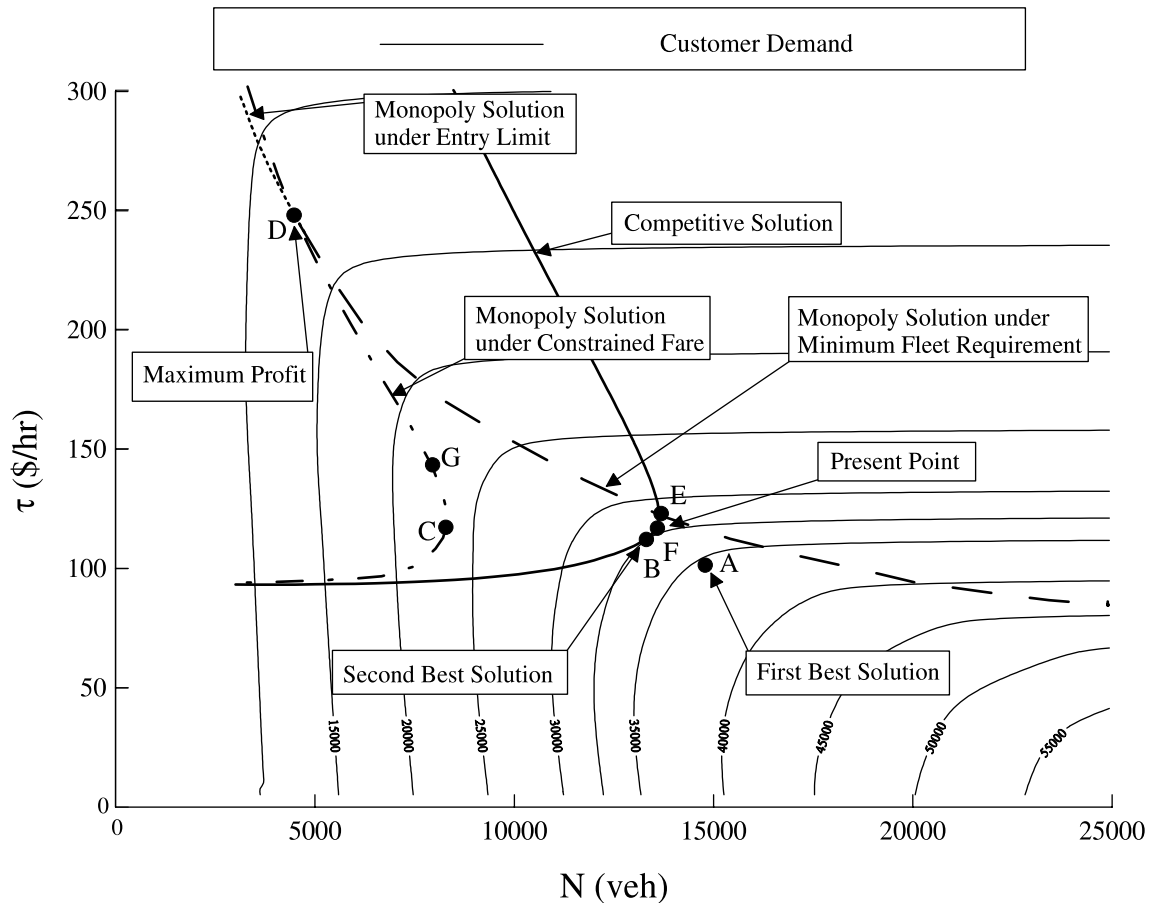 Customer Demand
300
Monopoly Solution
under Entry Limit
250
D
Competitive Solution
200
Monopoly Solution
under Constrained Fare
Monopoly Solution under
Minimum Fleet Requirement
Maximum Profit
τ ($/hr)
150
G
Present Point
E
C
F
100
B
A
Second Best Solution
First Best Solution
50
15000
20000
25000
30000
35000
40000
45000
50000
55000
0
0
5000
10000
15000
20000
25000
N (veh)